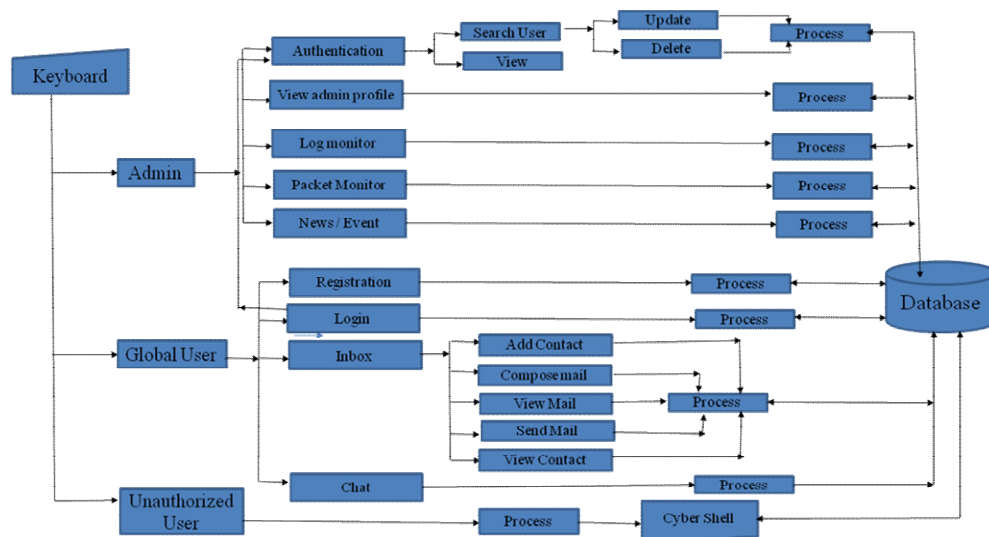 Keyboard
Admin
Global User
Unauthorized
User
Authentication
Search User
View
Update
Delete
Process
View admin profile
Process
Log monitor
Process
Packet Monitor
Process
News / Event
Process
Registration
Process
Login
Process
Inbox
Add Contact
Compose mail
View Mail
Send Mail
View Contact
Process
Chat
Process
Process
Cyber Shell
Database